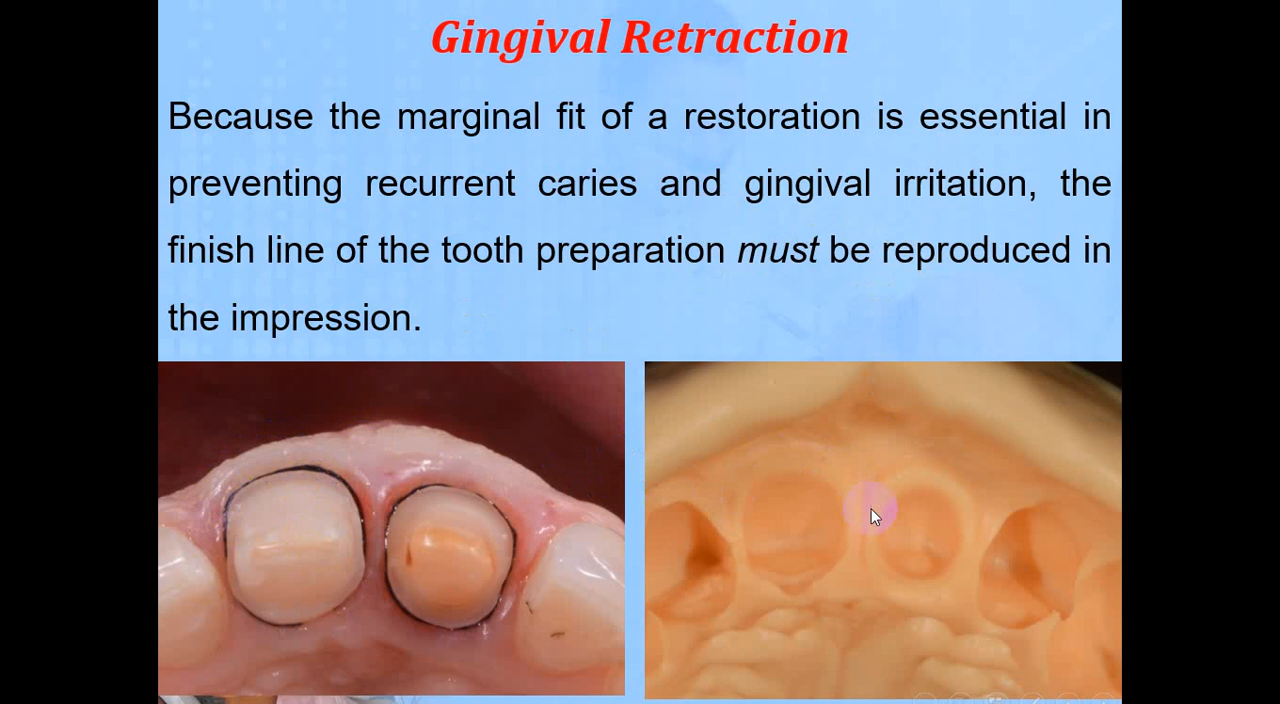 Gingival Retraction
Because the marginal fit of a restoration is essential in
preventing recurrent caries and gingival irritation, the
finish line of the tooth preparation must be reproduced in
the impression.